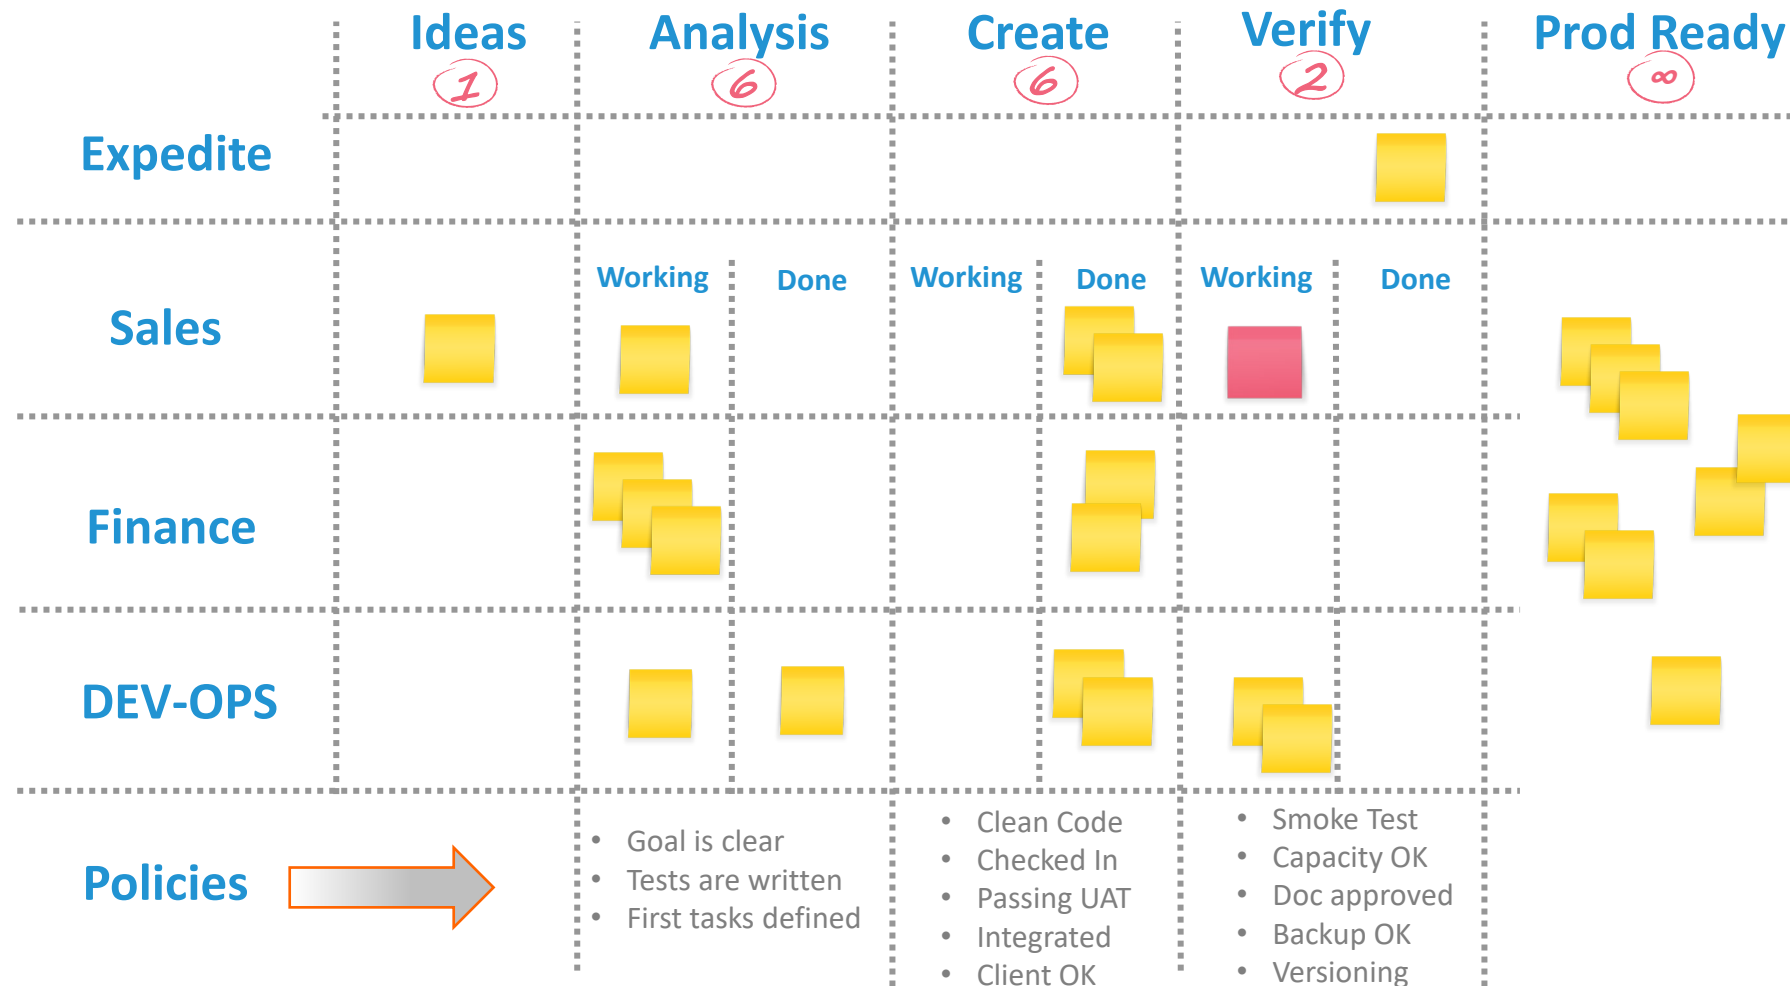 Ideas
Analysis
Create
Verify
Prod Ready
1
6
6
2
∞
Expedite
Working
Done
Working
Done
Working
Done
Sales
Finance
DEV-OPS
Policies
• Goal is clear
• Tests are written
• First tasks defined
• Clean Code
• Checked In
• Passing UAT
• Integrated
• Client OK
• Smoke Test
• Capacity OK
• Doc approved
• Backup OK
• Versioning